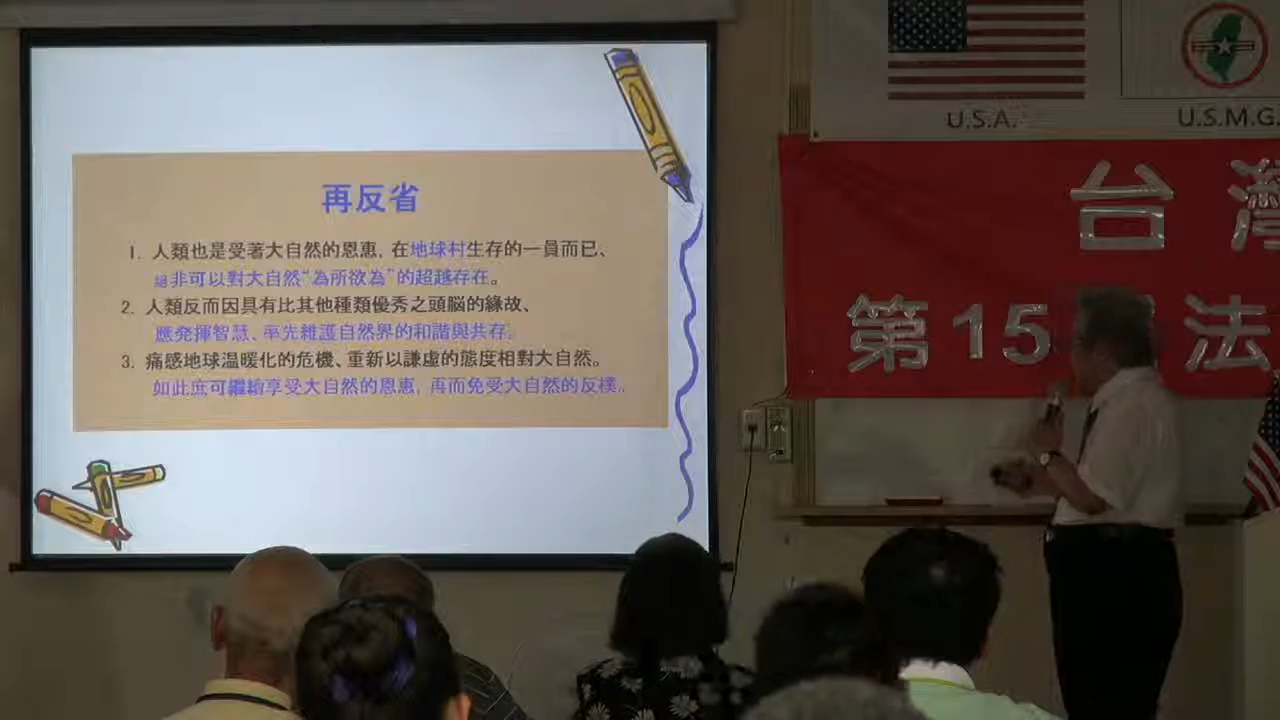 再反省
1. 人類也是受著大自然的恩惠, 在地球村生存的一員而已、
絕非可以對大自然“為所欲為”的超越存在。
2. 人類反而因具有比其他種類優秀之頭腦的緣故、
應発揮智慧、率先維護自然界的和諧與共存。
3. 痛感地球温暖化的危機、重新以謙虛的態度相對大自然。
如此庶可繼續享受大自然的恩惠, 再而免受大自然的反樸。
U.S.A.
U.S.M.G.
台灣
第15 法